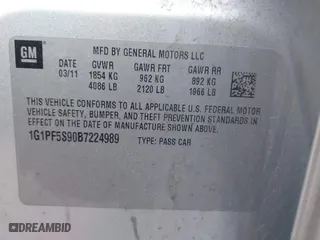 GM
MFD BY GENERAL MOTORS LLC
DATE GVWR GAWR FRT GAWR RR
03/11 1854 KG 962 KG 892 KG
4086 LB 2120 LB 1966 LB
THIS VEHICLE CONFORMS TO ALL APPLICABLE U.S. FEDERAL MOTOR
VEHICLE SAFETY, BUMPER, AND THEFT PREVENTION STANDARDS IN
EFFECT ON THE DATE OF MANUFACTURE SHOWN ABOVE.
1G1PF5S90B7224989 TYPE: PASS CAR